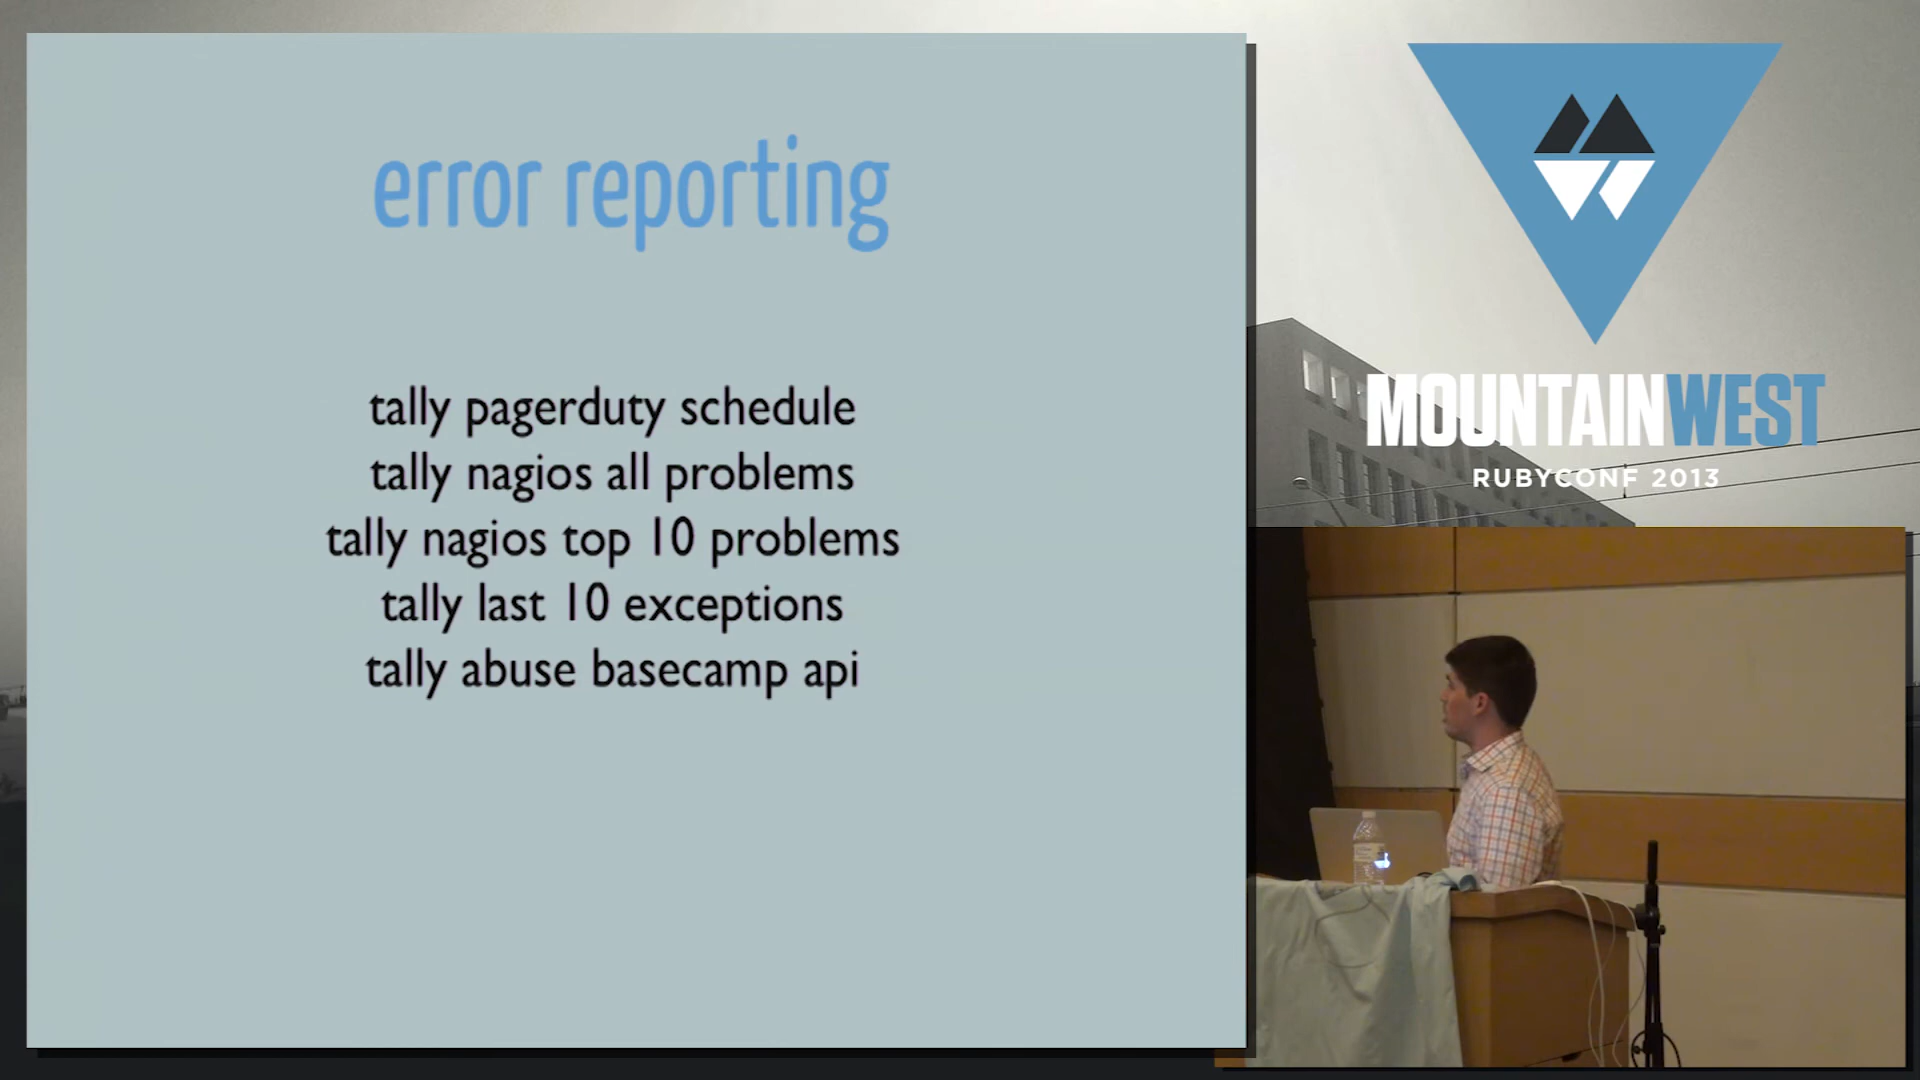 error reporting
tally pagerduty schedule
tally nagios all problems
tally nagios top 10 problems
tally last 10 exceptions
tally abuse basecamp api
MOUNTAINWEST
RUBYCONF 2013